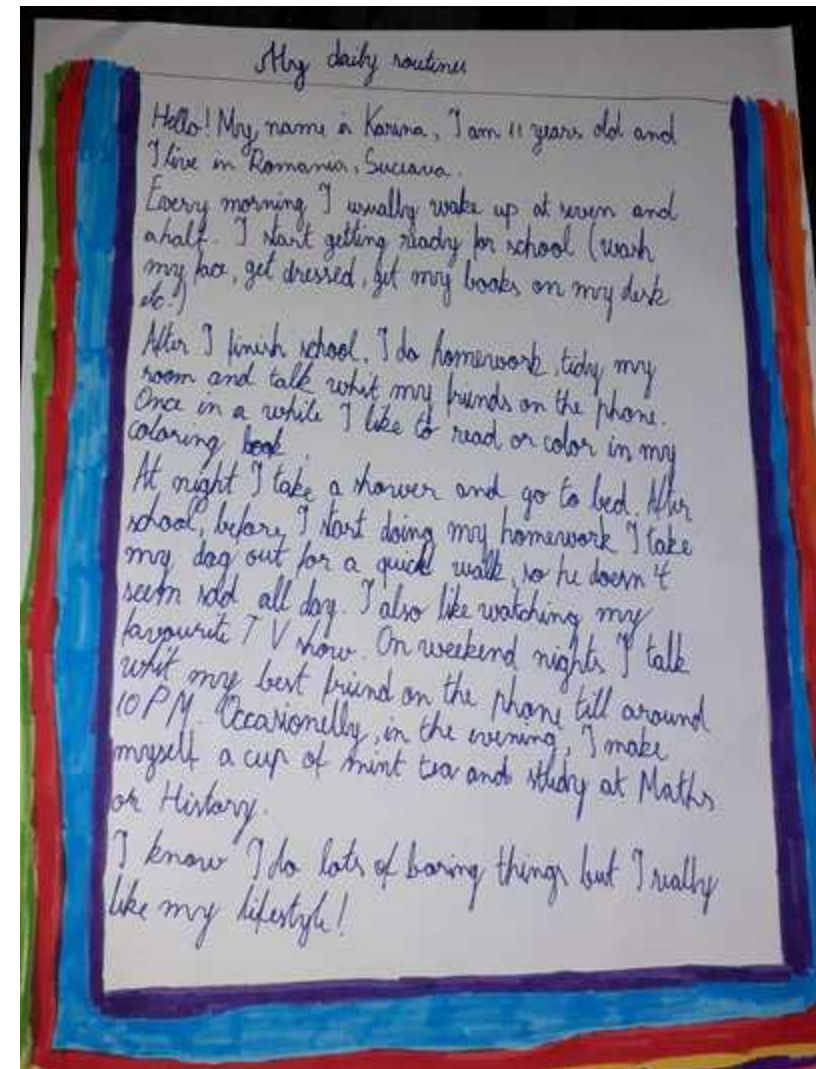 My daily routines
Hello! My name is Karina, I am 11 years old and
I live in Romania, Suceava.
Every morning I usually wake up at seven and
a half. I start getting ready for school (wash
my face, get dressed, get my books on my desk
etc.)
After I finish school, I do homework, tidy my
room and talk whit my friends on the phone.
Once in a while I like to read or color in my
coloring book.
At night I take a shower and go to bed. After
school, before I start doing my homework I take
my dog out for a quick walk, so he doesn't
seem sad all day. I also like watching my
favourite TV show. On weekend nights I talk
whit my best friend on the phone till around
10 PM. Occasionelly, in the evening, I make
myself a cup of mint tea and study at Maths
or History.
I know I do lots of boring things but I really
like my lifestyle!